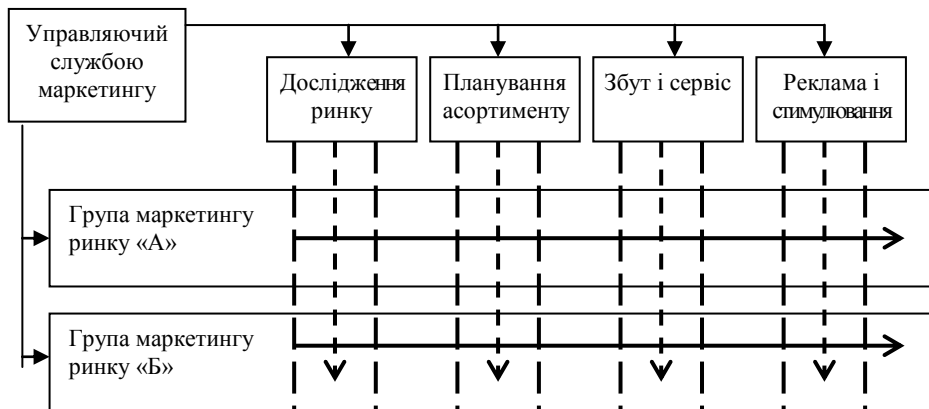 Управляючий
службою
маркетингу
Дослідження
ринку
Планування
асортименту
Збут і сервіс
Реклама і
стимулювання
Група маркетингу
ринку «А»
Група маркетингу
ринку «Б»